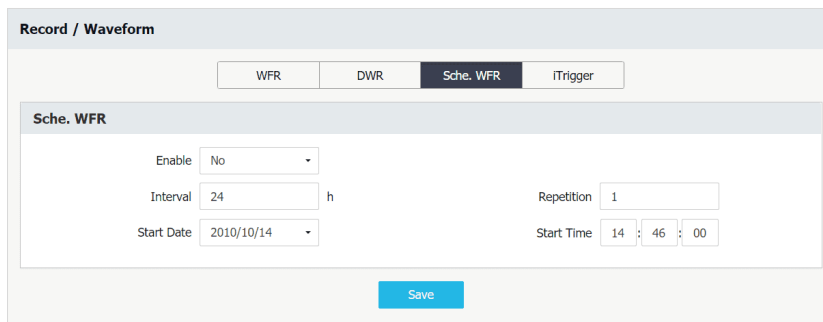 Record / Waveform
WFR DWR Sche. WFR iTrigger
Sche. WFR
Enable No
Interval 24 h Repetition 1
Start Date 2010/10/14 Start Time 14 : 46 : 00
Save